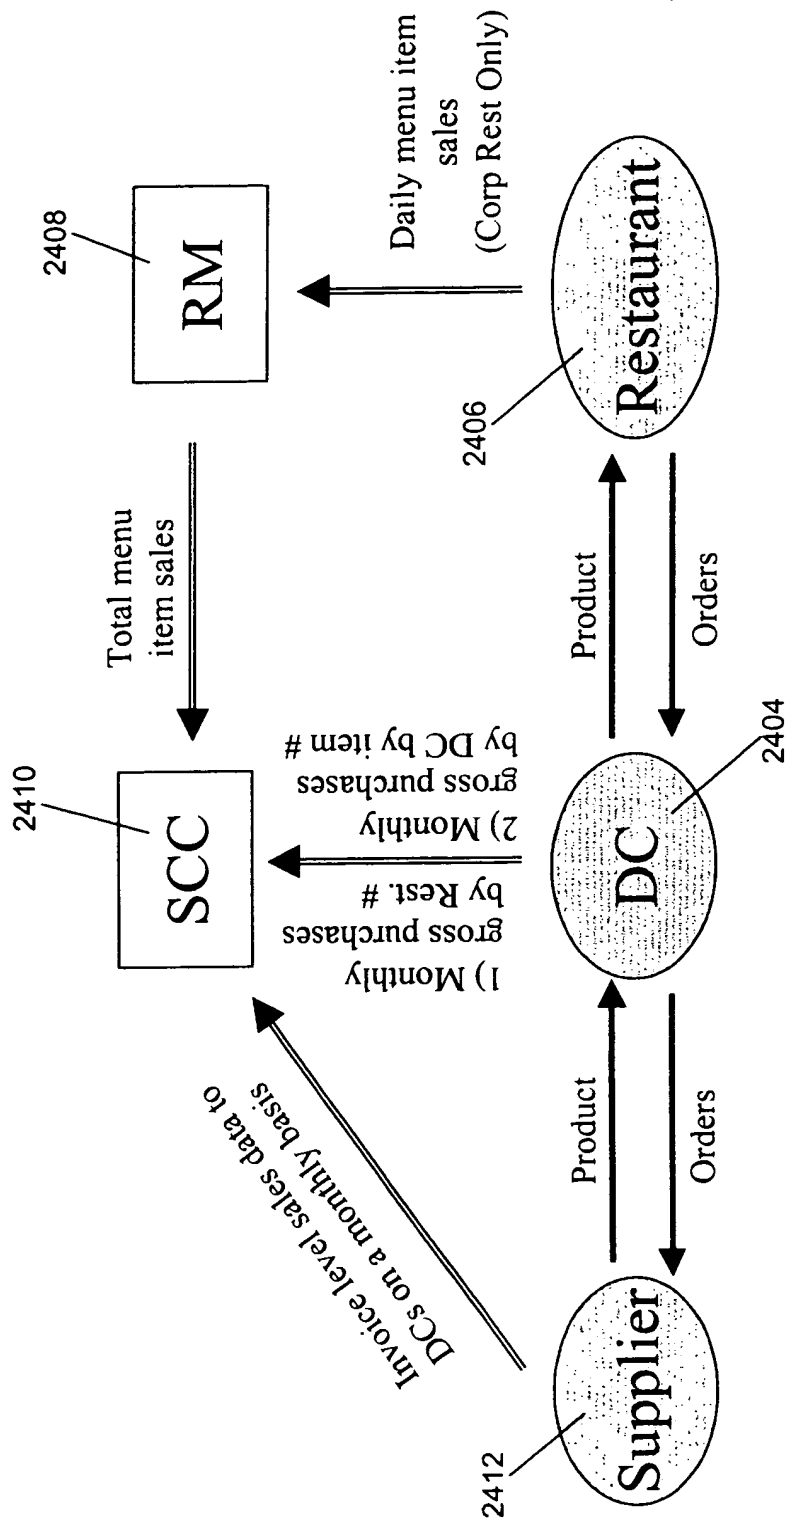 2408
RM
Daily menu item
sales
(Corp Rest Only)
2406
Restaurant
Total menu
item sales
2410
SCC
1) Monthly
gross purchases
by Rest. #
2) Monthly
gross purchases
by DC by item #
Product
Orders
DC
2404
Invoice level sales data to
DCs on a monthly basis
Product
Orders
Supplier
2412